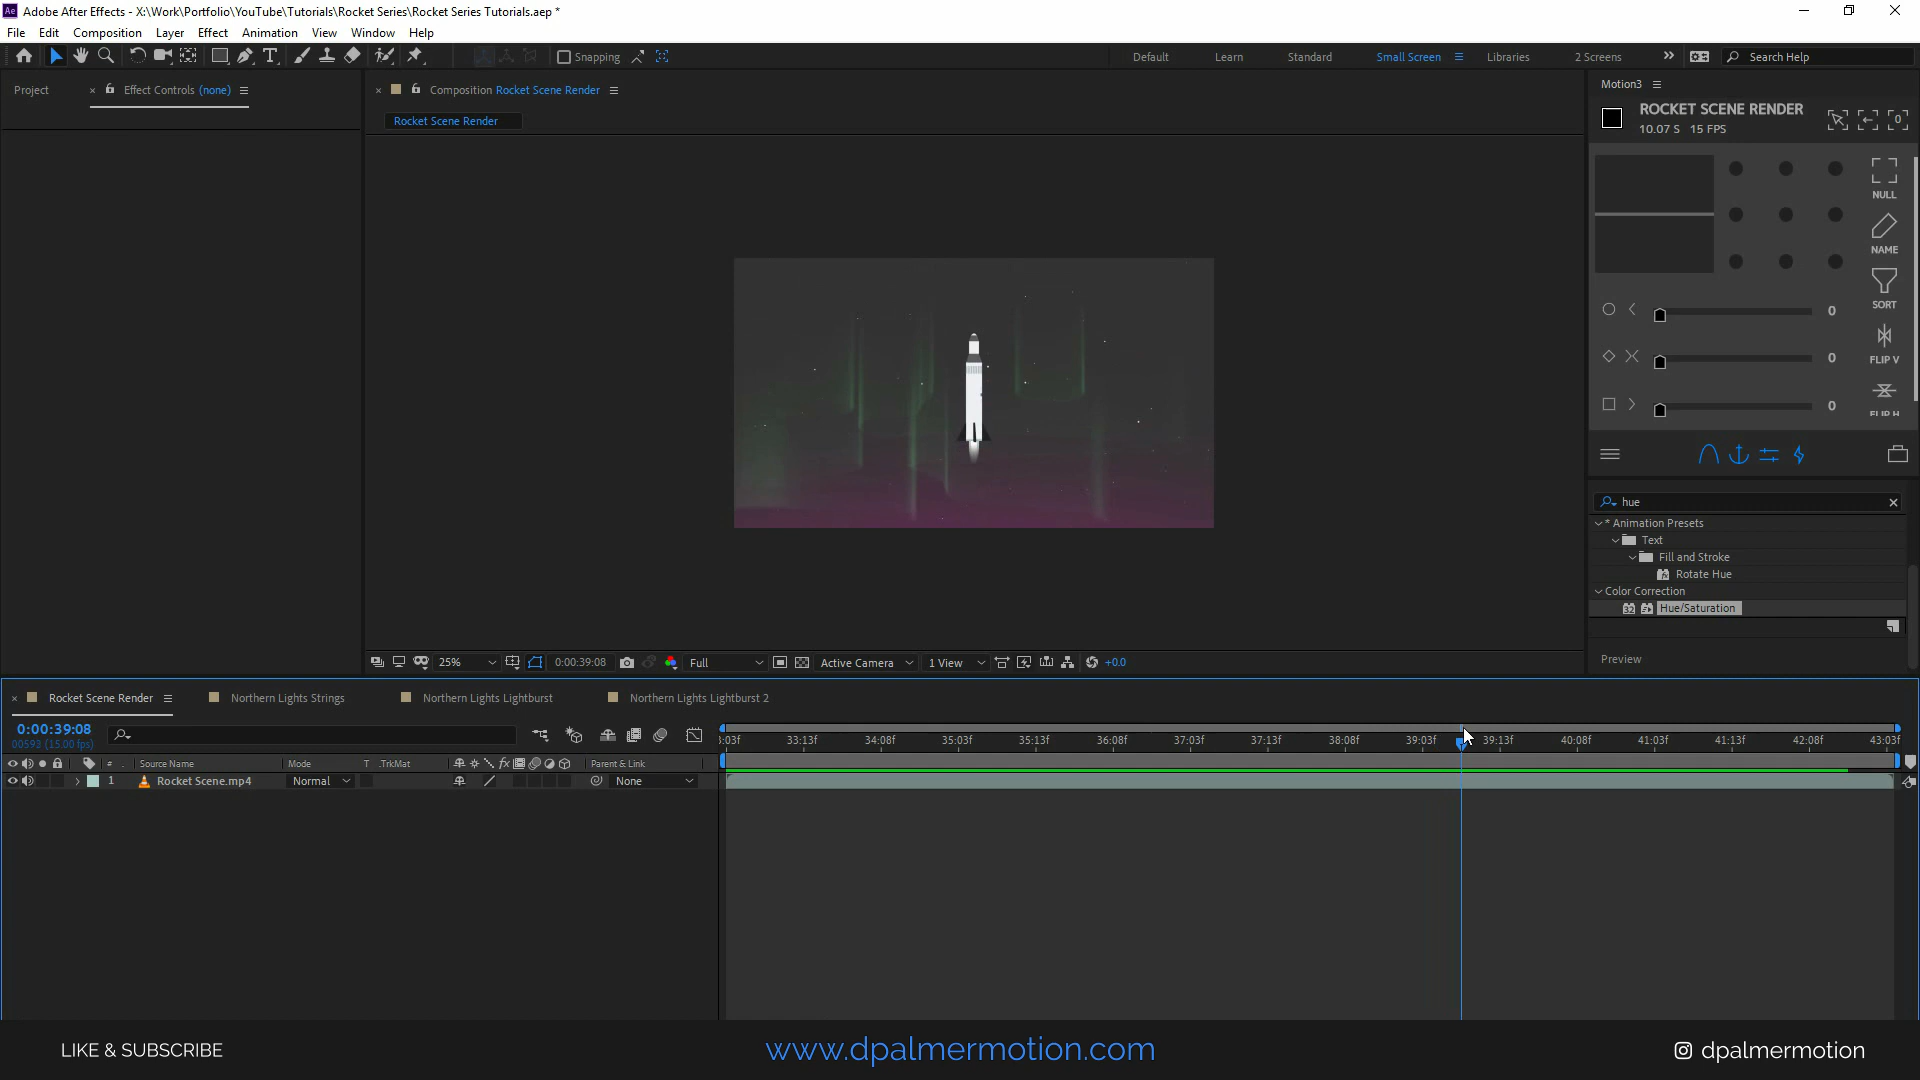 Adobe After Effects - X:\Work\Portfolio\YouTube\Tutorials\Rocket Series\Rocket Series Tutorials.aep *
File Edit Composition Layer Effect Animation View Window Help
Snapping
Default Learn Standard Small Screen Libraries 2 Screens Search Help
Project
Effect Controls (none)
Composition Rocket Scene Render
Rocket Scene Render
Motion3
ROCKET SCENE RENDER
10.07 S 15 FPS
0
NULL
NAME
SORT
FLIP V
FLIP H
0
0
0
hue
* Animation Presets
Text
Fill and Stroke
Rotate Hue
Color Correction
32 Hue/Saturation
Preview
25% 0:00:39:08 Full Active Camera 1 View +0.0
Rocket Scene Render Northern Lights Strings Northern Lights Lightburst Northern Lights Lightburst 2
0:00:39:08
00593 (15.00 fps)
:03f 33:13f 34:08f 35:03f 35:13f 36:08f 37:03f 37:13f 38:08f 39:03f 39:13f 40:08f 41:03f 41:13f 42:08f 43:03f
# Source Name Mode T .TrkMat fx Parent & Link
1 Rocket Scene.mp4 Normal None
LIKE & SUBSCRIBE
www.dpalmermotion.com
dpalmermotion